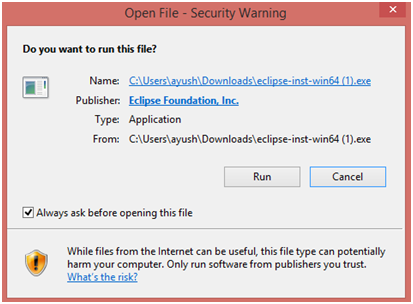 Open File - Security Warning
Do you want to run this file?
Name: C:\Users\ayush\Downloads\eclipse-inst-win64 (1).exe
Publisher: Eclipse Foundation, Inc.
Type: Application
From: C:\Users\ayush\Downloads\eclipse-inst-win64 (1).exe
Run Cancel
Always ask before opening this file
While files from the Internet can be useful, this file type can potentially
harm your computer. Only run software from publishers you trust.
What's the risk?